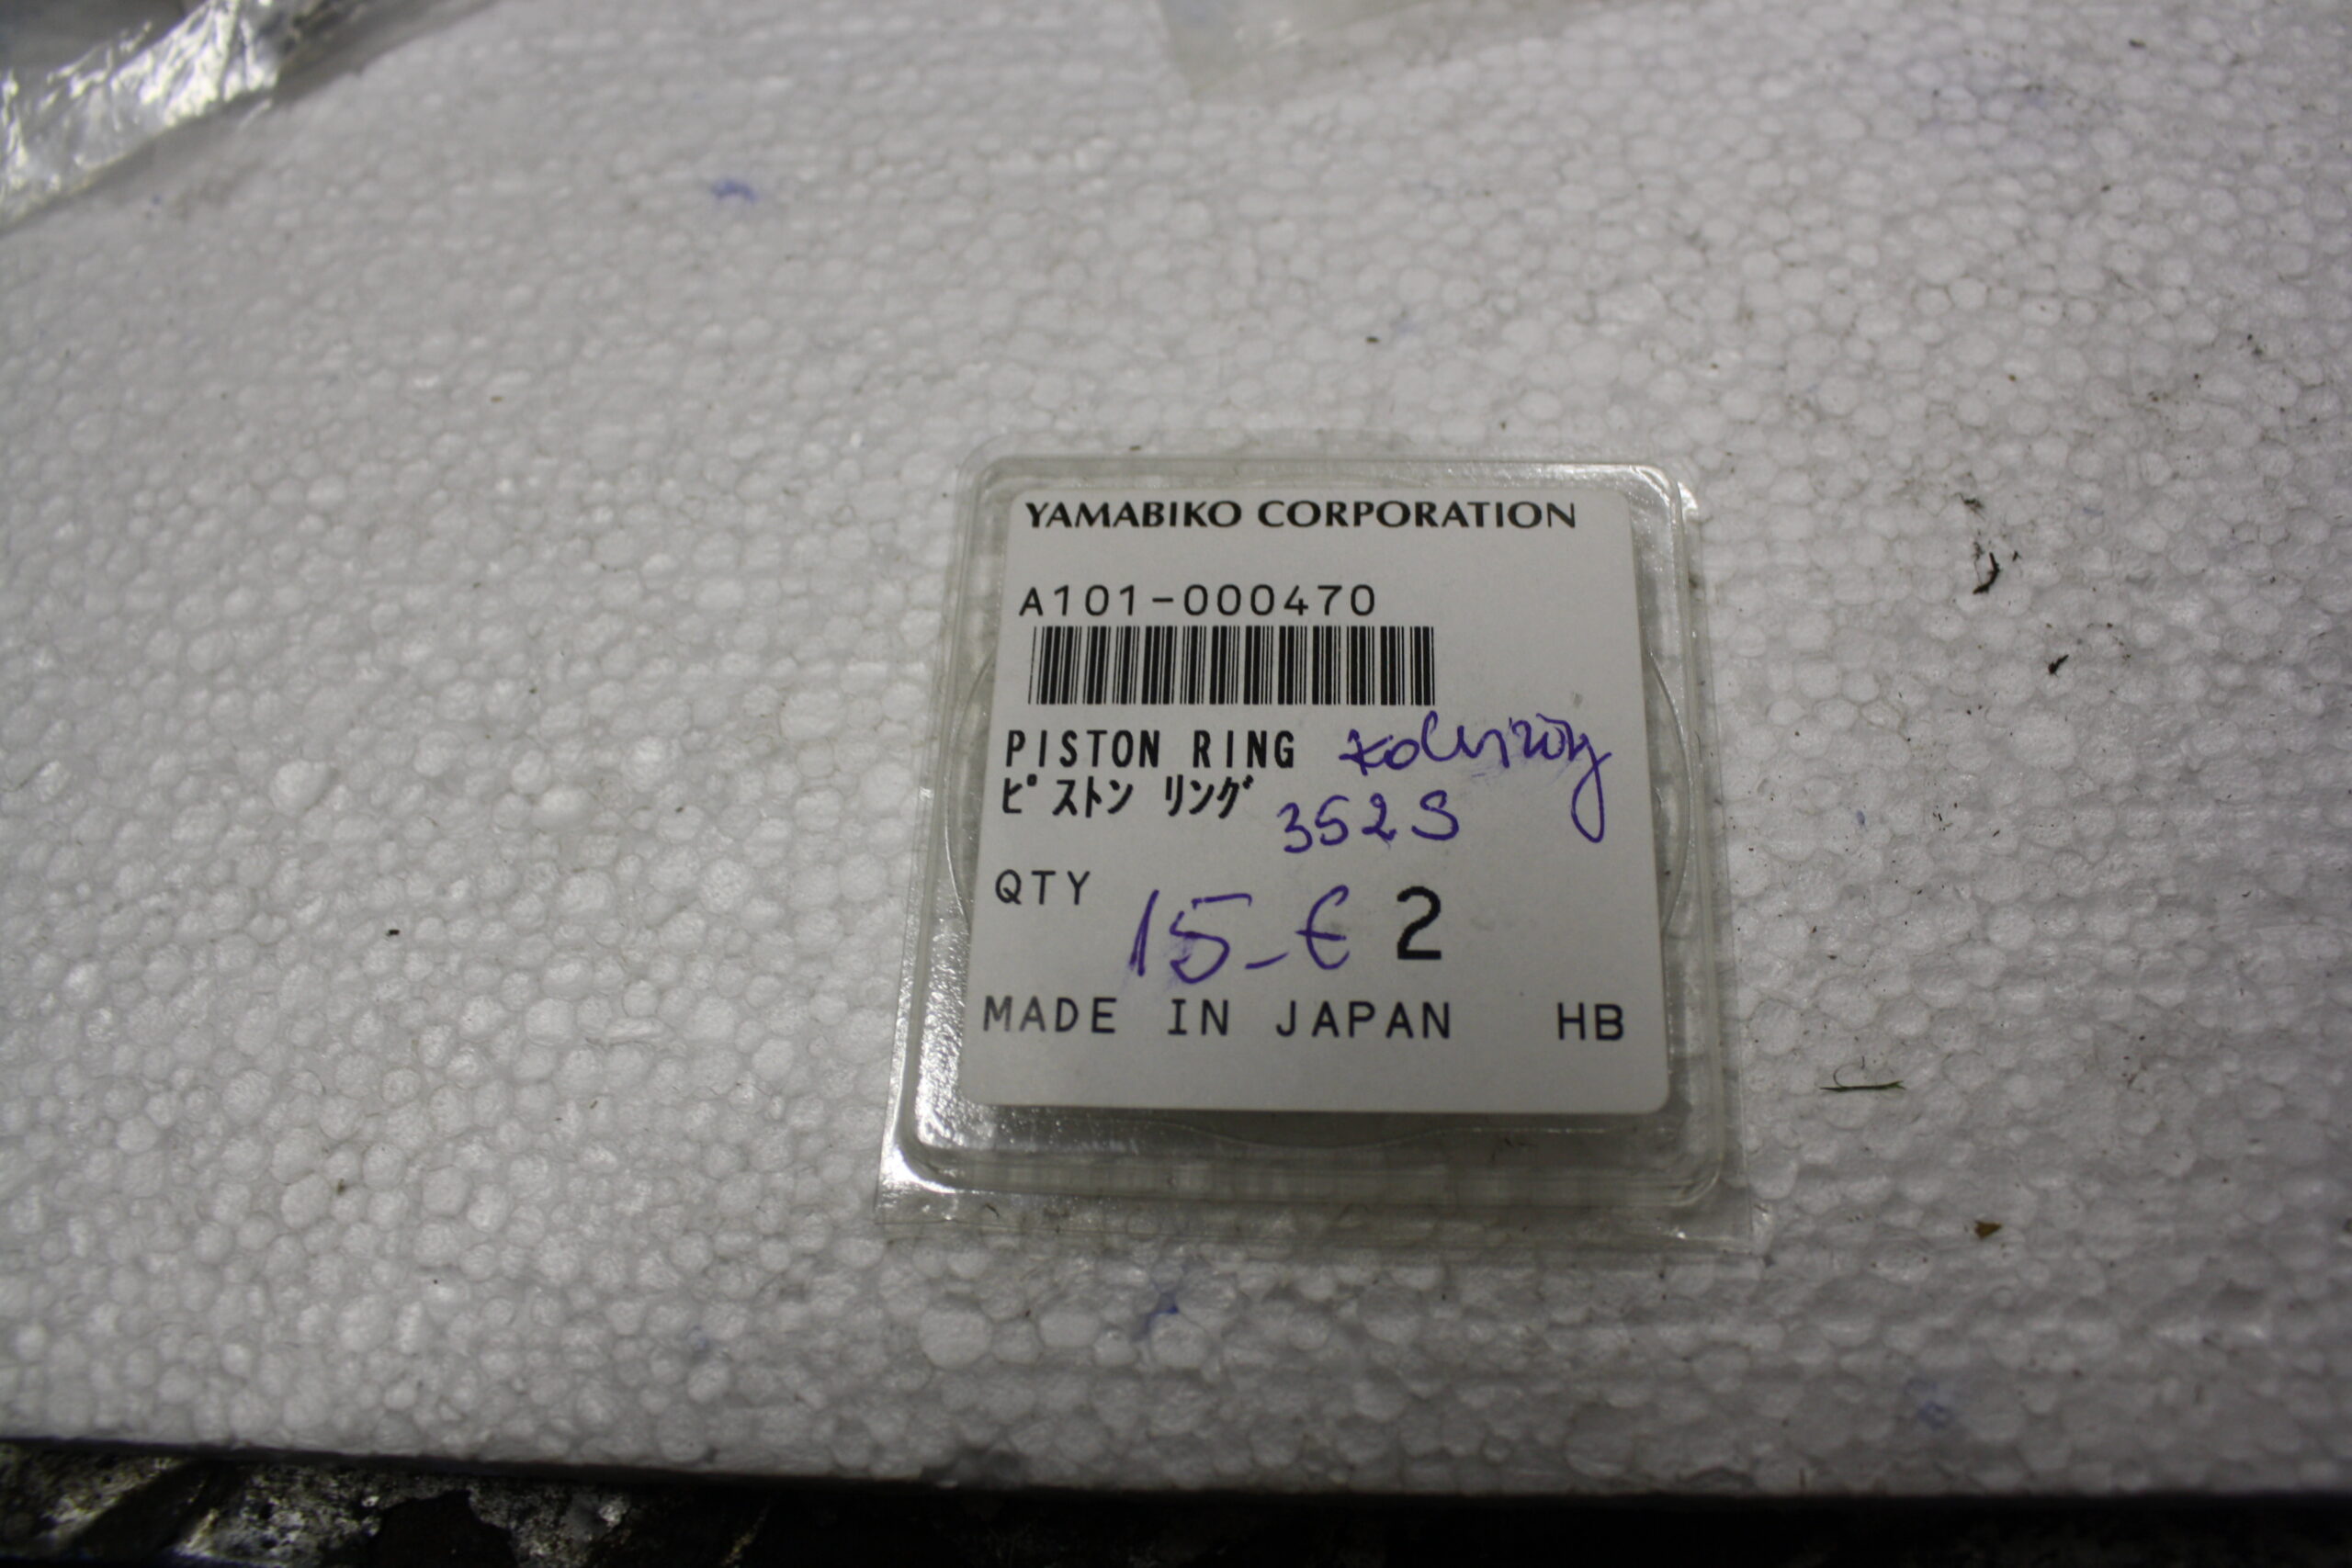 YAMABIKO CORPORATION
A101-000470
PISTON RING
ピストン リング
352S
QTY 15-€ 2
MADE IN JAPAN HB